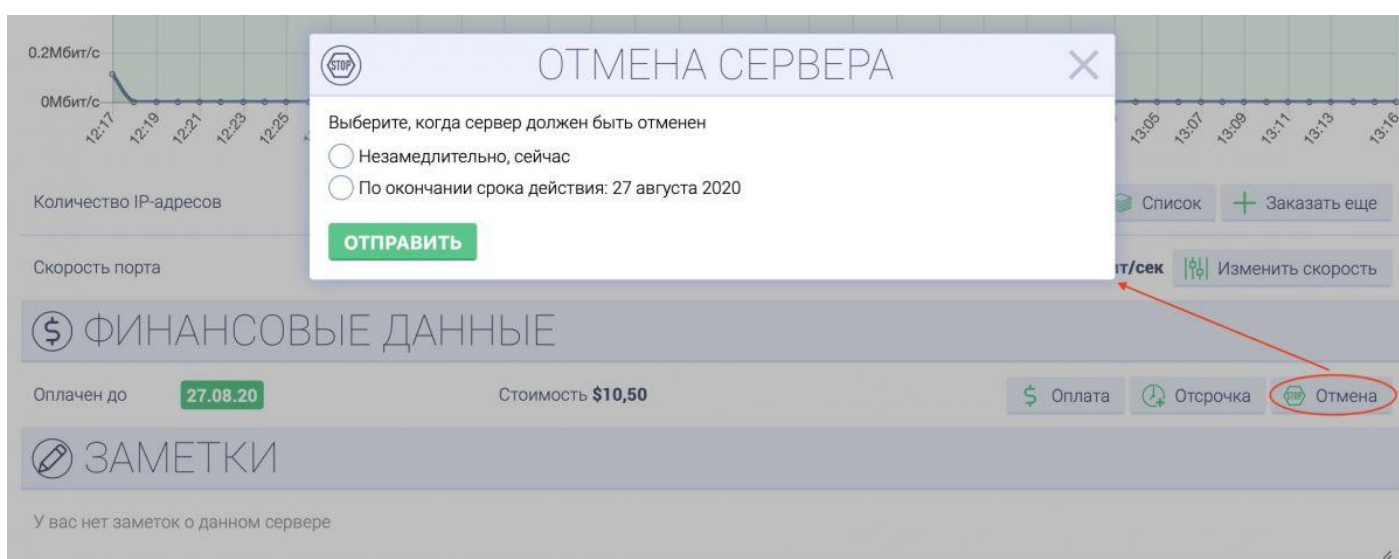 0.2Мбит/с
0Мбит/с
12:17 12:19 12:21 12:23 12:25 13:05 13:07 13:09 13:11 13:13 13:16
STOP ОТМЕНА СЕРВЕРА
Выберите, когда сервер должен быть отменен
Незамедлительно, сейчас
По окончании срока действия: 27 августа 2020
ОТПРАВИТЬ
Количество IP-адресов Список Заказать еще
Скорость порта т/сек Изменить скорость
$ ФИНАНСОВЫЕ ДАННЫЕ
Оплачен до 27.08.20 Стоимость $10,50 $ Оплата Отсрочка STOP Отмена
ЗАМЕТКИ
У вас нет заметок о данном сервере